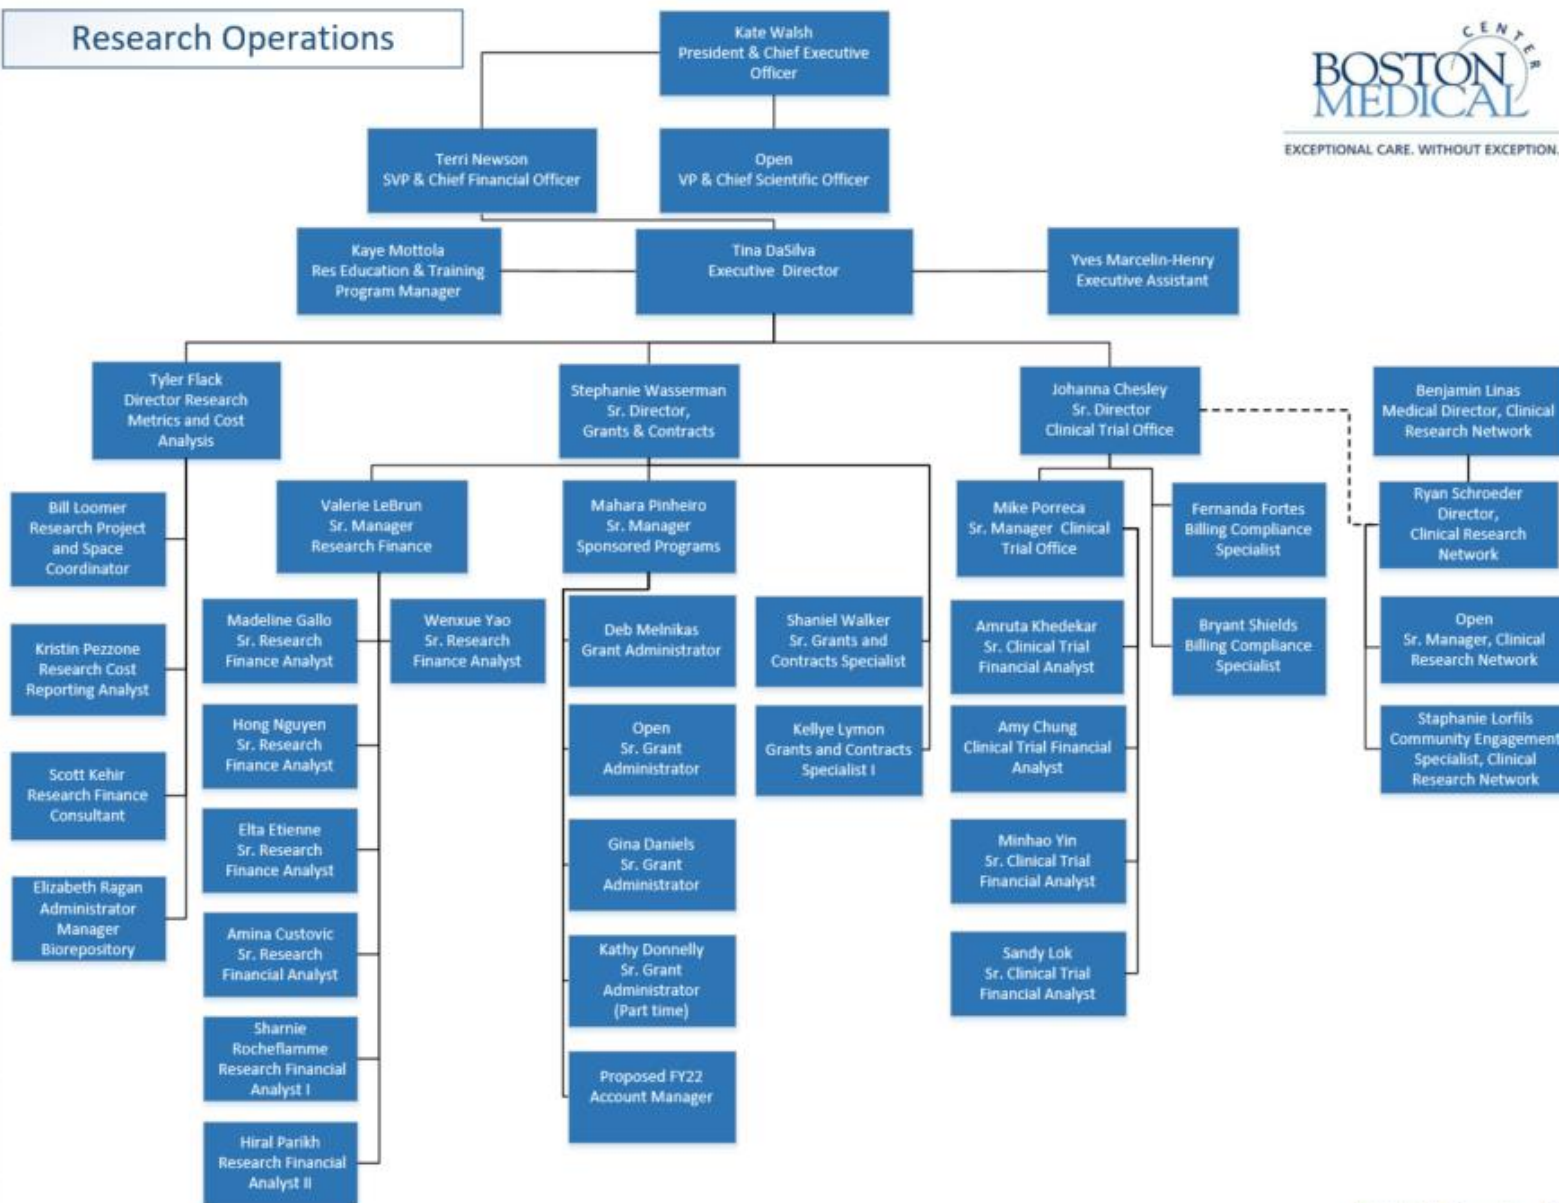 Research Operations
Kate Walsh
President & Chief Executive
Officer
CENTER
BOSTON
MEDICAL
EXCEPTIONAL CARE. WITHOUT EXCEPTION.
Terri Newson
SVP & Chief Financial Officer
Open
VP & Chief Scientific Officer
Kaye Mottola
Res Education & Training
Program Manager
Tina DaSilva
Executive Director
Yves Marcelin-Henry
Executive Assistant
Tyler Flack
Director Research
Metrics and Cost
Analysis
Stephanie Wasserman
Sr. Director,
Grants & Contracts
Johanna Chesley
Sr. Director
Clinical Trial Office
Benjamin Linas
Medical Director, Clinical
Research Network
Bill Loomer
Research Project
and Space
Coordinator
Kristin Pezzone
Research Cost
Reporting Analyst
Scott Kehir
Research Finance
Consultant
Elizabeth Ragan
Administrator
Manager
Biorepository
Valerie LeBrun
Sr. Manager
Research Finance
Madeline Gallo
Sr. Research
Finance Analyst
Wenxue Yao
Sr. Research
Finance Analyst
Hong Nguyen
Sr. Research
Finance Analyst
Elta Etienne
Sr. Research
Finance Analyst
Amina Custovic
Sr. Research
Financial Analyst
Sharnie
Rocheflamme
Research Financial
Analyst I
Hiral Parikh
Research Financial
Analyst II
Mahara Pinheiro
Sr. Manager
Sponsored Programs
Deb Melnikas
Grant Administrator
Open
Sr. Grant
Administrator
Gina Daniels
Sr. Grant
Administrator
Kathy Donnelly
Sr. Grant
Administrator
(Part time)
Proposed FY22
Account Manager
Shaniel Walker
Sr. Grants and
Contracts Specialist
Kellye Lymon
Grants and Contracts
Specialist I
Mike Porreca
Sr. Manager Clinical
Trial Office
Amruta Khedekar
Sr. Clinical Trial
Financial Analyst
Amy Chung
Clinical Trial Financial
Analyst
Minhao Yin
Sr. Clinical Trial
Financial Analyst
Sandy Lok
Sr. Clinical Trial
Financial Analyst
Fernanda Fortes
Billing Compliance
Specialist
Bryant Shields
Billing Compliance
Specialist
Ryan Schroeder
Director,
Clinical Research
Network
Open
Sr. Manager, Clinical
Research Network
Staphanie Lorfils
Community Engagement
Specialist, Clinical
Research Network